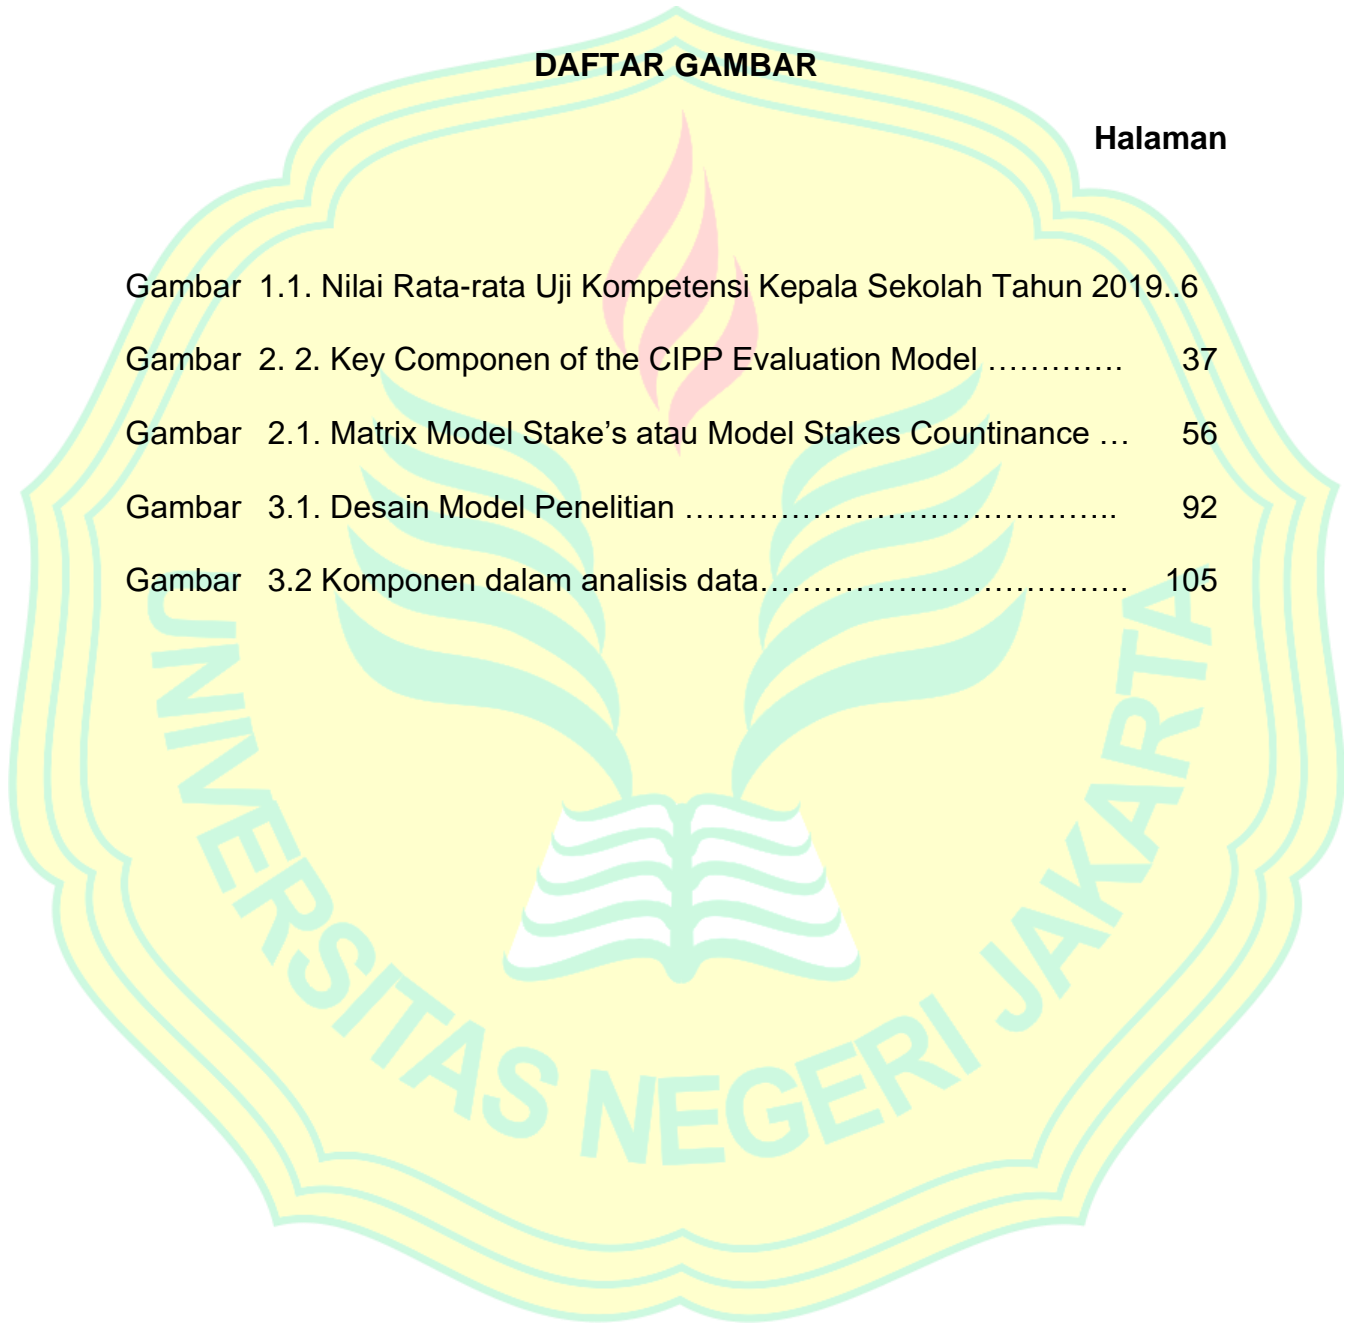 DAFTAR GAMBAR
Halaman
Gambar 1.1. Nilai Rata-rata Uji Kompetensi Kepala Sekolah Tahun 2019..6
Gambar 2. 2. Key Componen of the CIPP Evaluation Model …………. 37
Gambar 2.1. Matrix Model Stake’s atau Model Stakes Countinance … 56
Gambar 3.1. Desain Model Penelitian ………………………………….. 92
Gambar 3.2 Komponen dalam analisis data…………………………….. 105
UNIVERSITAS NEGERI JAKARTA